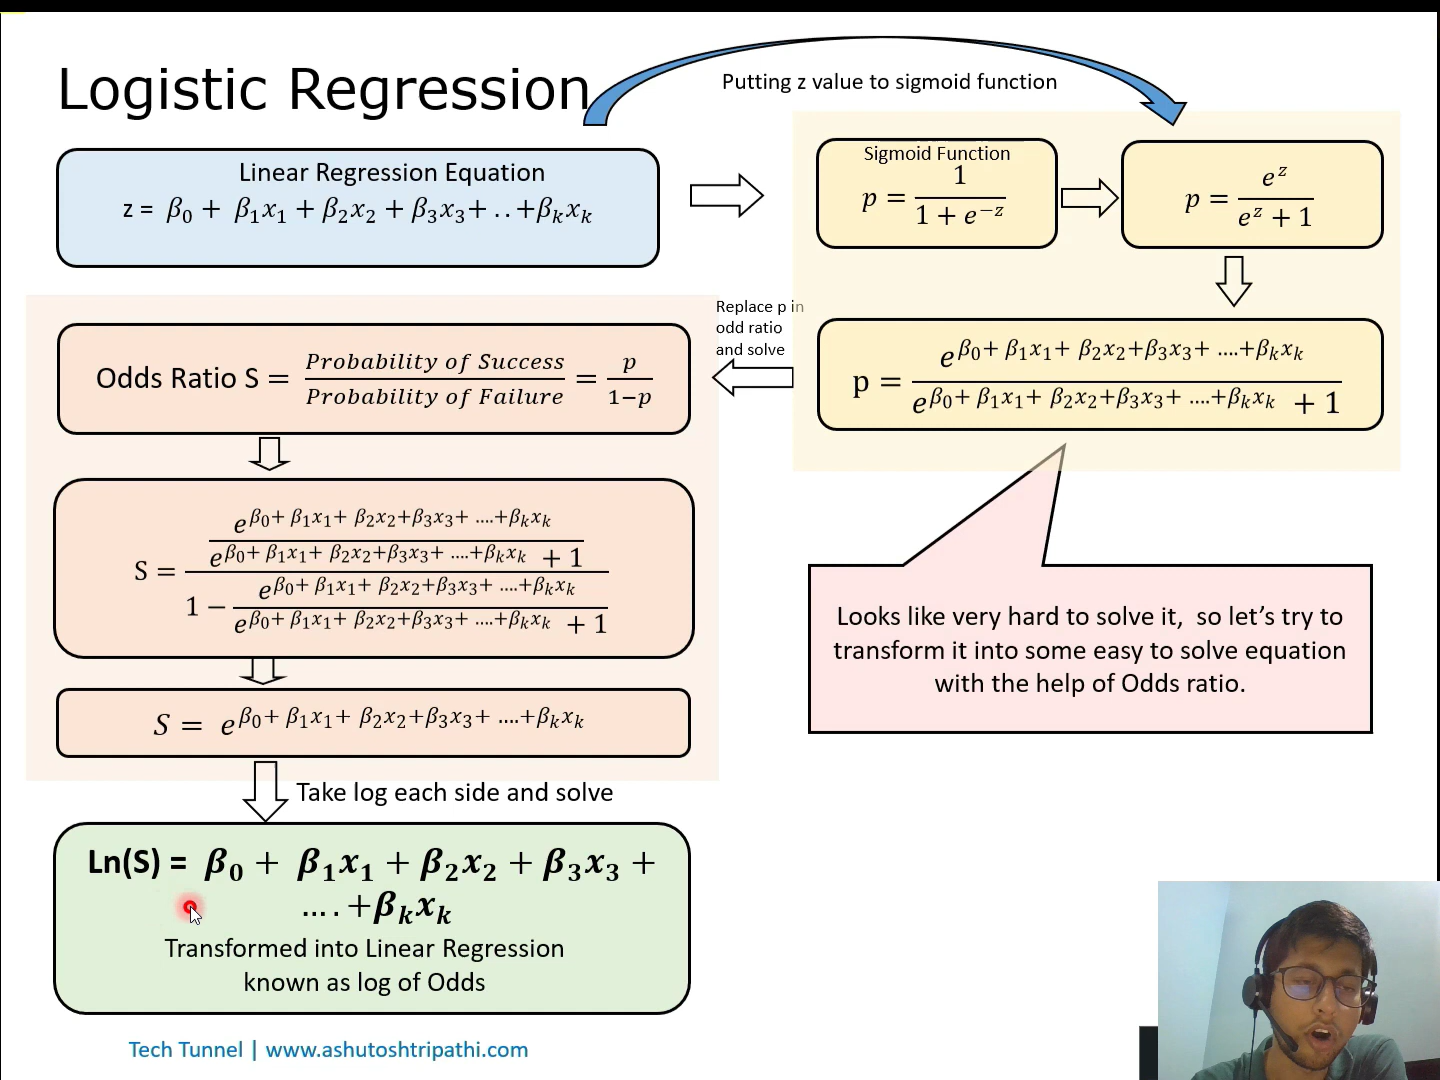 Logistic Regression
Putting z value to sigmoid function
Linear Regression Equation
z = β₀ + β₁x₁ + β₂x₂ + β₃x₃+ ..+βₖxₖ
Sigmoid Function
p = 1 / (1 + e^(−z))
p = e^z / (e^z + 1)
Replace p in
odd ratio
and solve
p = e^(β₀+ β₁x₁+ β₂x₂+β₃x₃+ ....+βₖxₖ) / (e^(β₀+ β₁x₁+ β₂x₂+β₃x₃+ ....+βₖxₖ) + 1)
Odds Ratio S = Probability of Success / Probability of Failure = p / (1−p)
S = (e^(β₀+ β₁x₁+ β₂x₂+β₃x₃+ ....+βₖxₖ) / (e^(β₀+ β₁x₁+ β₂x₂+β₃x₃+ ....+βₖxₖ) + 1)) / (1 − e^(β₀+ β₁x₁+ β₂x₂+β₃x₃+ ....+βₖxₖ) / (e^(β₀+ β₁x₁+ β₂x₂+β₃x₃+ ....+βₖxₖ) + 1))
S = e^(β₀+ β₁x₁+ β₂x₂+β₃x₃+ ....+βₖxₖ)
Looks like very hard to solve it, so let’s try to
transform it into some easy to solve equation
with the help of Odds ratio.
Take log each side and solve
Ln(S) = β₀ + β₁x₁ + β₂x₂ + β₃x₃ +
.... +βₖxₖ
Transformed into Linear Regression
known as log of Odds
Tech Tunnel | www.ashutoshtripathi.com